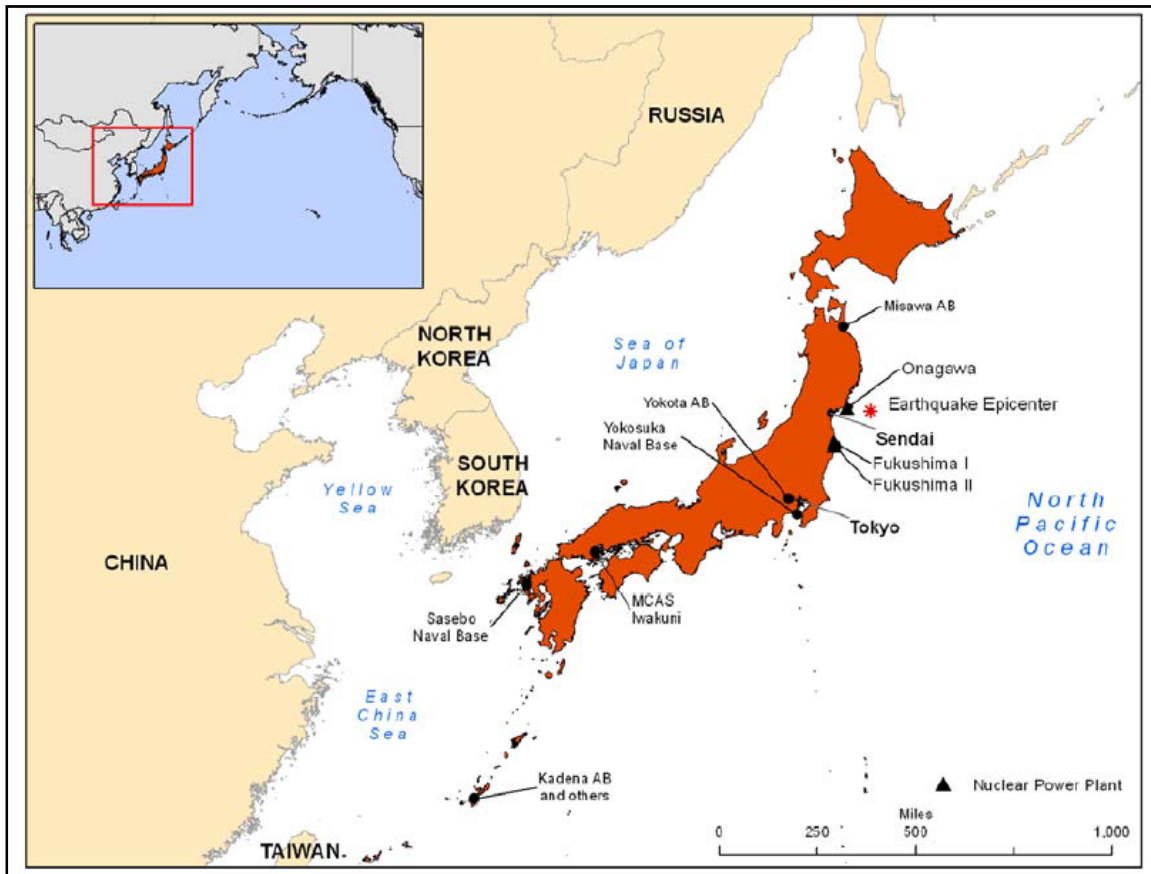 RUSSIA
NORTH
KOREA
Sea of
Japan
Misawa AB
Onagawa
Earthquake Epicenter
Yokota AB
Yokosuka
Naval Base
Sendai
Fukushima I
Fukushima II
SOUTH
KOREA
Yellow
Sea
Tokyo
North
Pacific
Ocean
CHINA
MCAS
Iwakuni
Sasebo
Naval Base
East
China
Sea
Kadena AB
and others
Nuclear Power Plant
Miles
0 250 500 1,000
TAIWAN